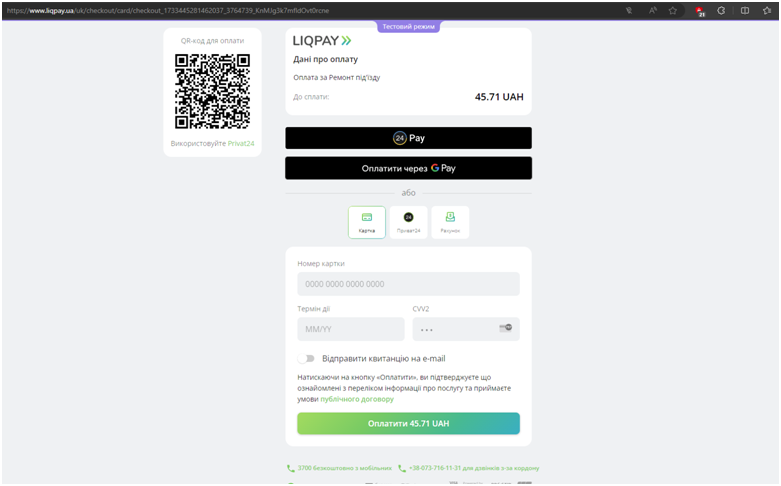 https://www.liqpay.ua/uk/checkout/card/checkout_1733445281462037_3764739_KnMJg3k7mfldOvt0rcne
21
Тестовий режим
QR-код для оплати
Використовуйте Privat24
LIQPAY
Дані про оплату
Оплата за Ремонт під'їзду
До сплати: 45.71 UAH
24 Pay
Оплатити через G Pay
або
Картка
24
Приват24
Рахунок
Номер картки
0000 0000 0000 0000
Термін дії CVV2
MM/YY
Відправити квитанцію на e-mail
Натискаючи на кнопку «Оплатити», ви підтверджуєте що
ознайомлені з переліком інформації про послугу та приймаєте
умови публічного договору
Оплатити 45.71 UAH
3700 безкоштовно з мобільних +38-073-716-11-31 для дзвінків з-за кордону